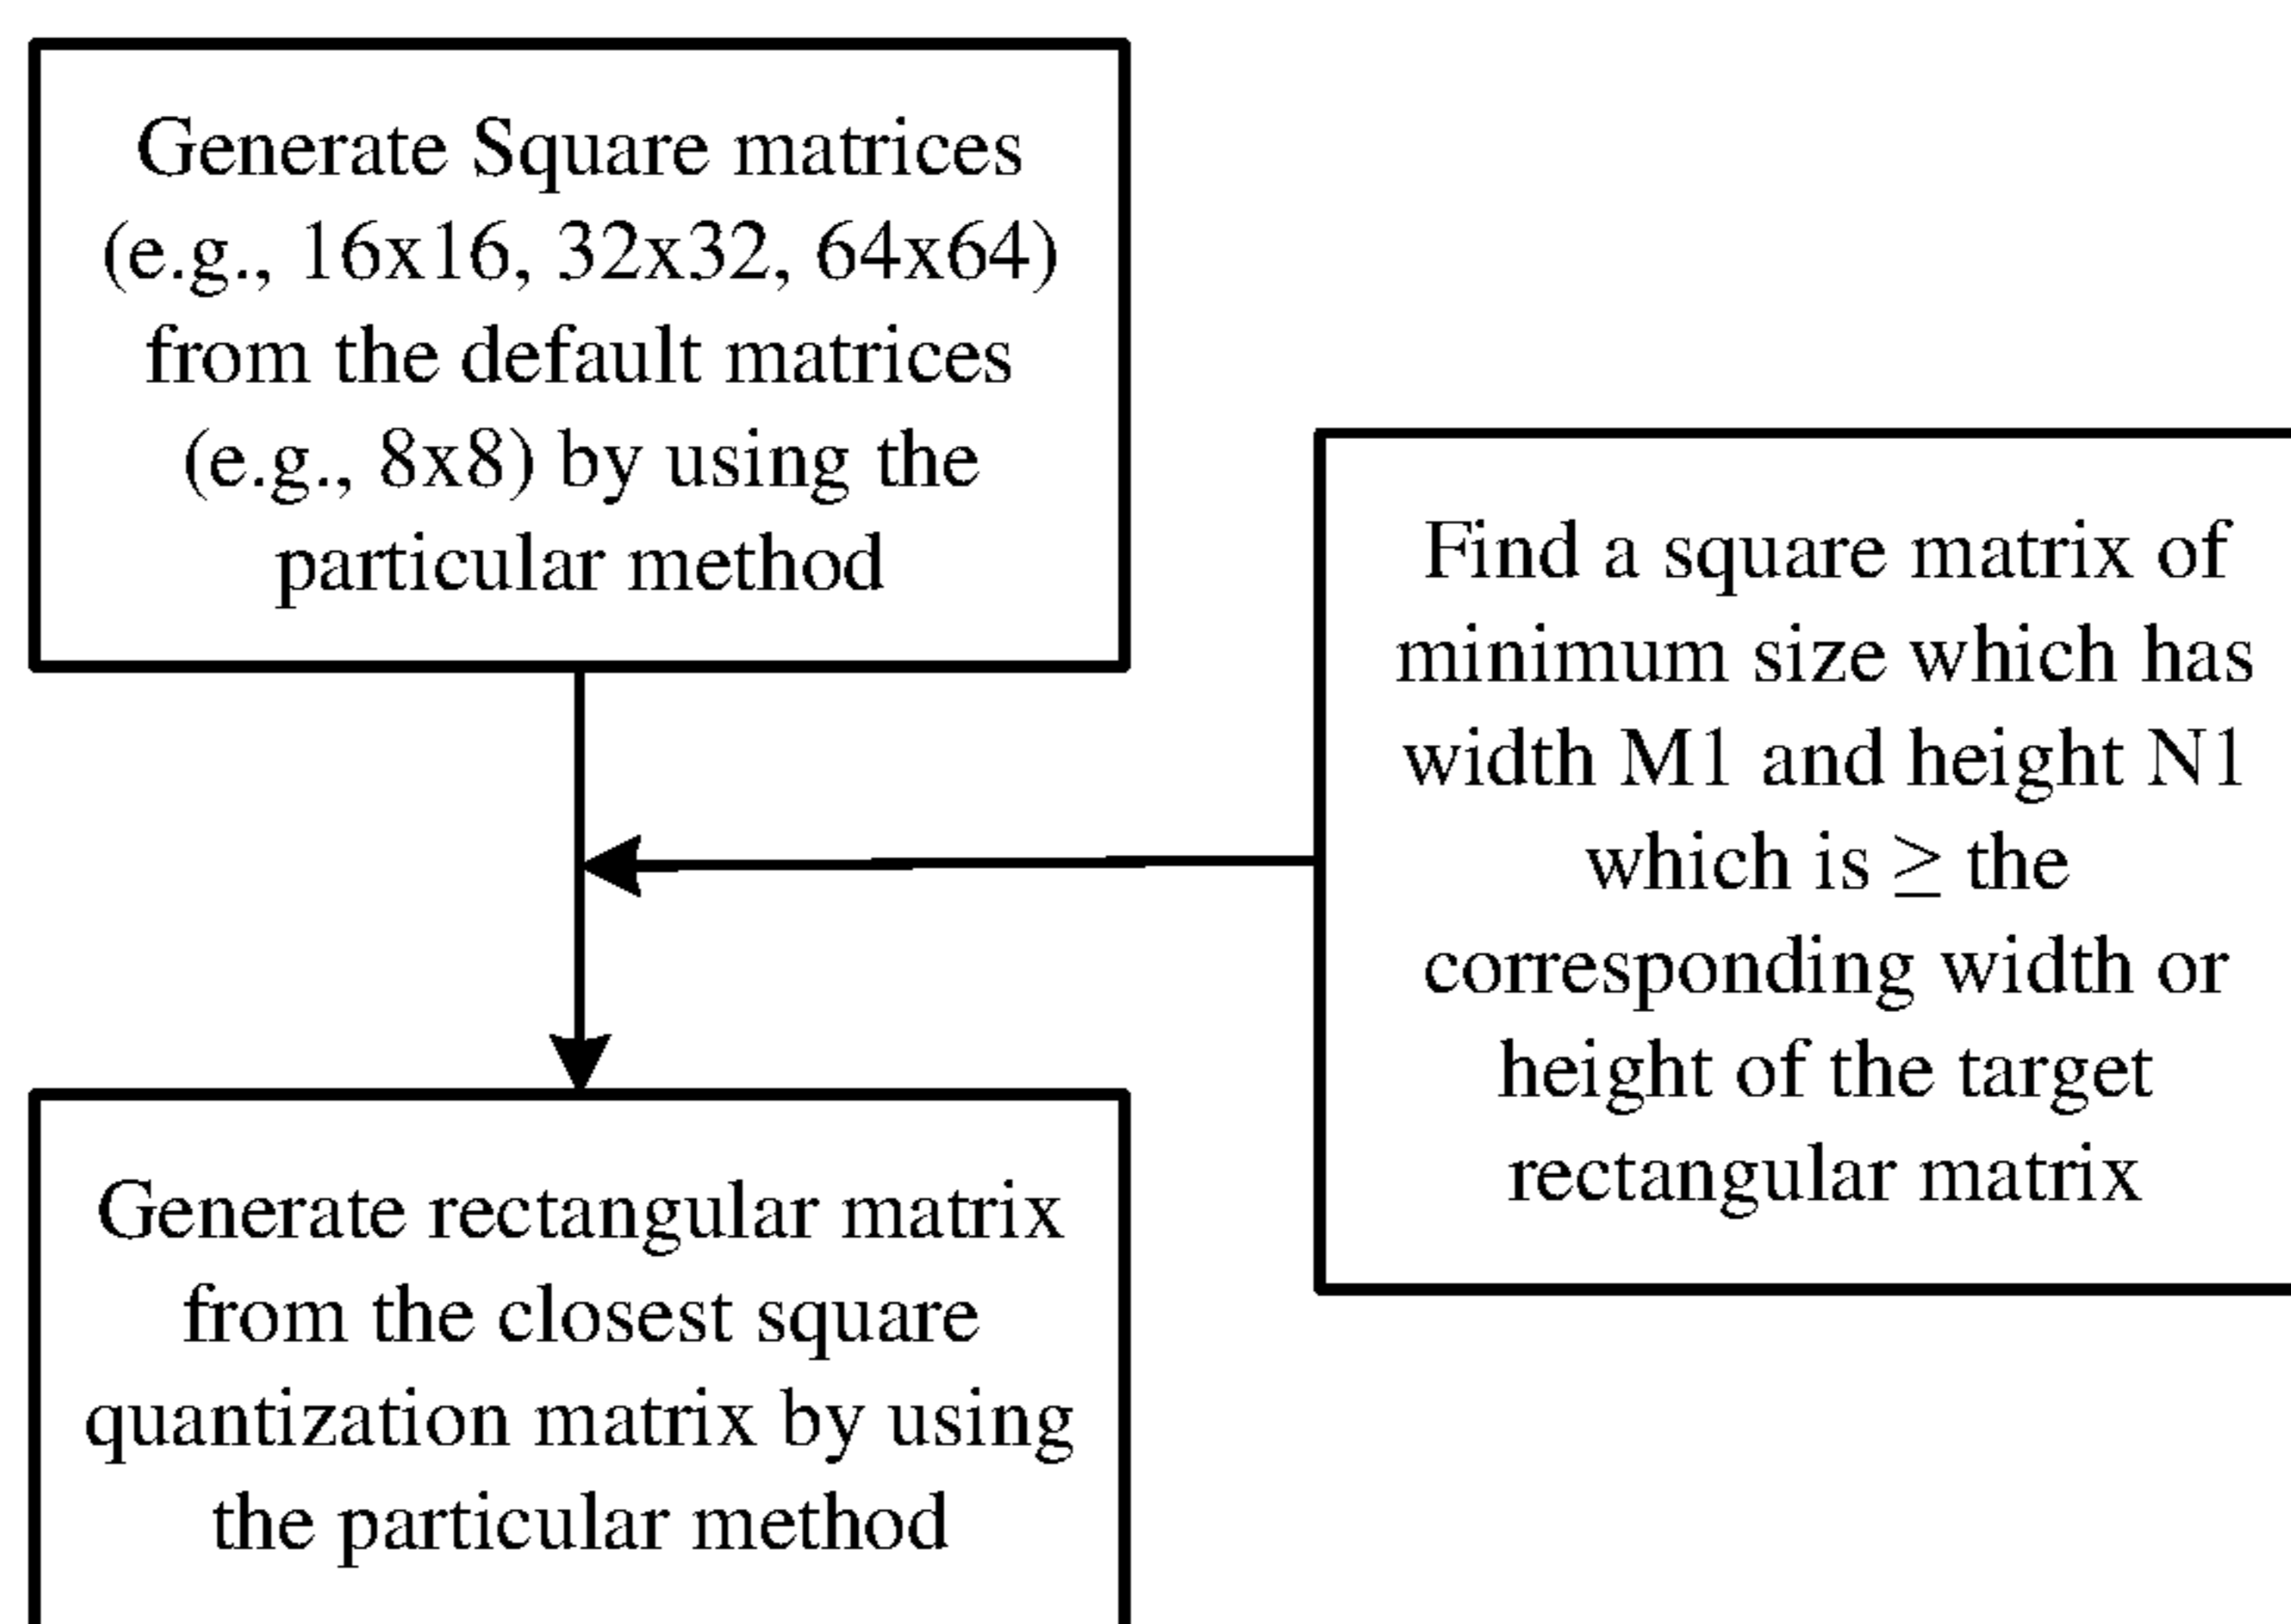 Generate Square matrices
(e.g., 16x16, 32x32, 64x64)
from the default matrices
(e.g., 8x8) by using the
particular method
Find a square matrix of
minimum size which has
width M1 and height N1
which is ≥ the
corresponding width or
height of the target
rectangular matrix
Generate rectangular matrix
from the closest square
quantization matrix by using
the particular method